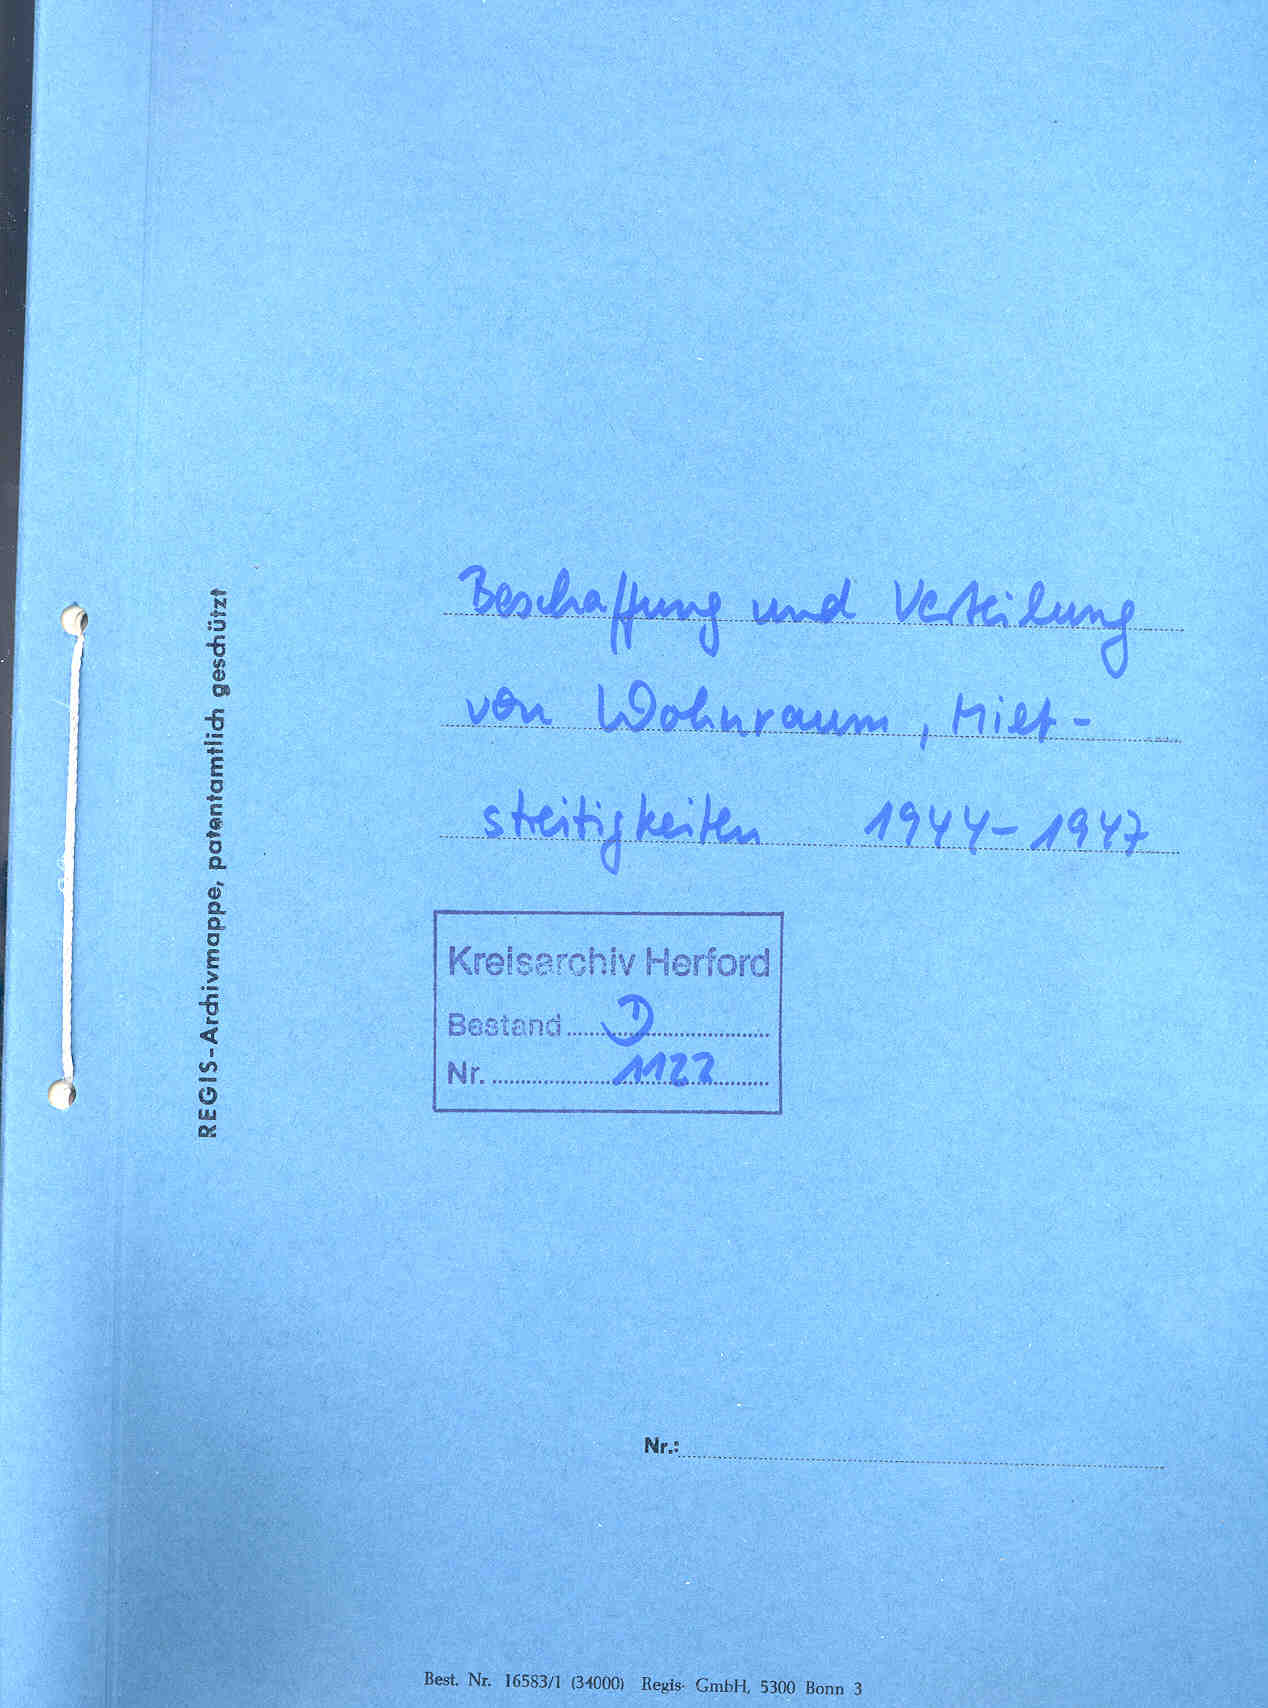 REGIS-Archivmappe, patentamtlich geschützt
Beschaffung und Verteilung
von Wohnraum, Miet-
streitigkeiten 1944-1947
Kreisarchiv Herford
Bestand D
Nr. 1122
Nr.:
Best. Nr. 16583/1 (34000) Regis- GmbH, 5300 Bonn 3